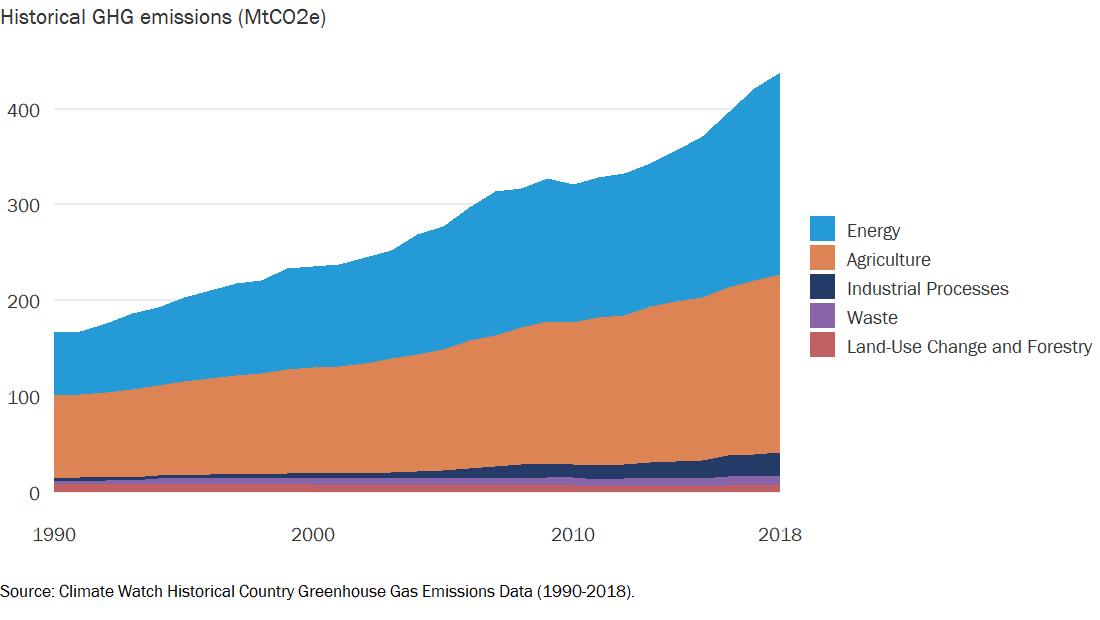 Historical GHG emissions (MtCO2e)
400
300
200
100
0
1990 2000 2010 2018
Energy
Agriculture
Industrial Processes
Waste
Land-Use Change and Forestry
Source: Climate Watch Historical Country Greenhouse Gas Emissions Data (1990-2018).